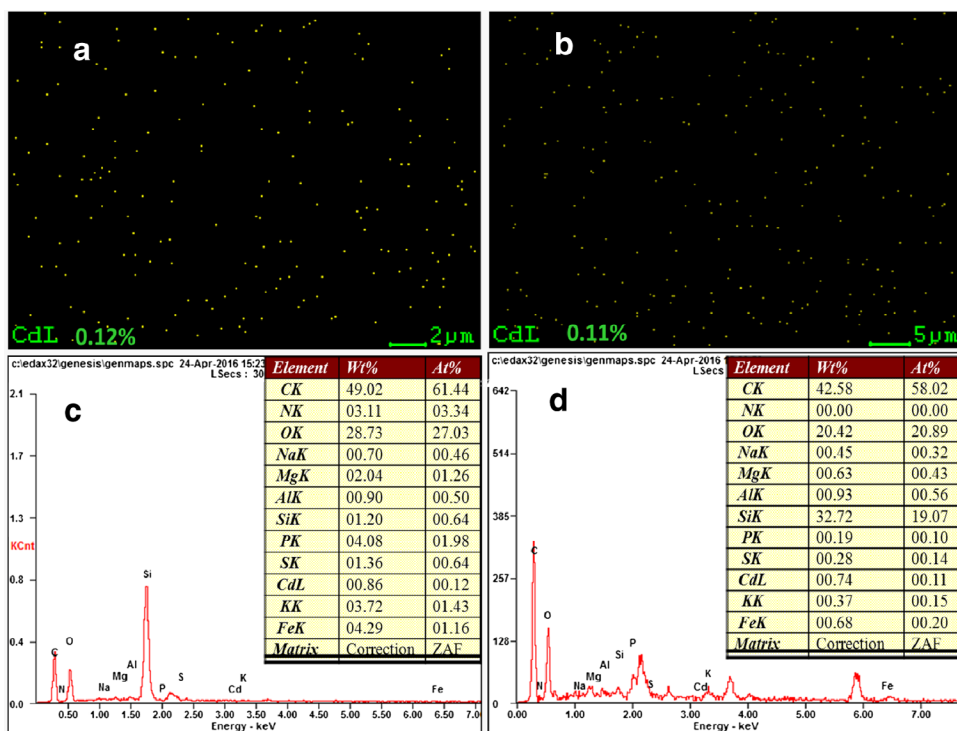 a
CdL 0.12%
2µm
b
CdL 0.11%
5µm
c:\edax32\genesis\genmaps.spc 24-Apr-2016 15:23
LSecs : 30
c
KCnt
2.1
1.7
1.3
0.8
0.4
0
C
N
O
Na
Mg
Al
Si
P
S
Cd
K
Fe
0.50 1.00 1.50 2.00 2.50 3.00 3.50 4.00 4.50 5.00 5.50 6.00 6.50 7.0
Energy - keV
Element Wt% At%
CK 49.02 61.44
NK 03.11 03.34
OK 28.73 27.03
NaK 00.70 00.46
MgK 02.04 01.26
AlK 00.90 00.50
SiK 01.20 00.64
PK 04.08 01.98
SK 01.36 00.64
CdL 00.86 00.12
KK 03.72 01.43
FeK 04.29 01.16
Matrix Correction ZAF
c:\edax32\genesis\genmaps.spc 24-Apr-2016
LSecs
d
642
514
385
257
128
0
C
N
O
Na
Mg
Al
Si
P
S
Cd
K
Fe
0.00 1.00 2.00 3.00 4.00 5.00 6.00 7.00
Energy - keV
Element Wt% At%
CK 42.58 58.02
NK 00.00 00.00
OK 20.42 20.89
NaK 00.45 00.32
MgK 00.63 00.43
AlK 00.93 00.56
SiK 32.72 19.07
PK 00.19 00.10
SK 00.28 00.14
CdL 00.74 00.11
KK 00.37 00.15
FeK 00.68 00.20
Matrix Correction ZAF